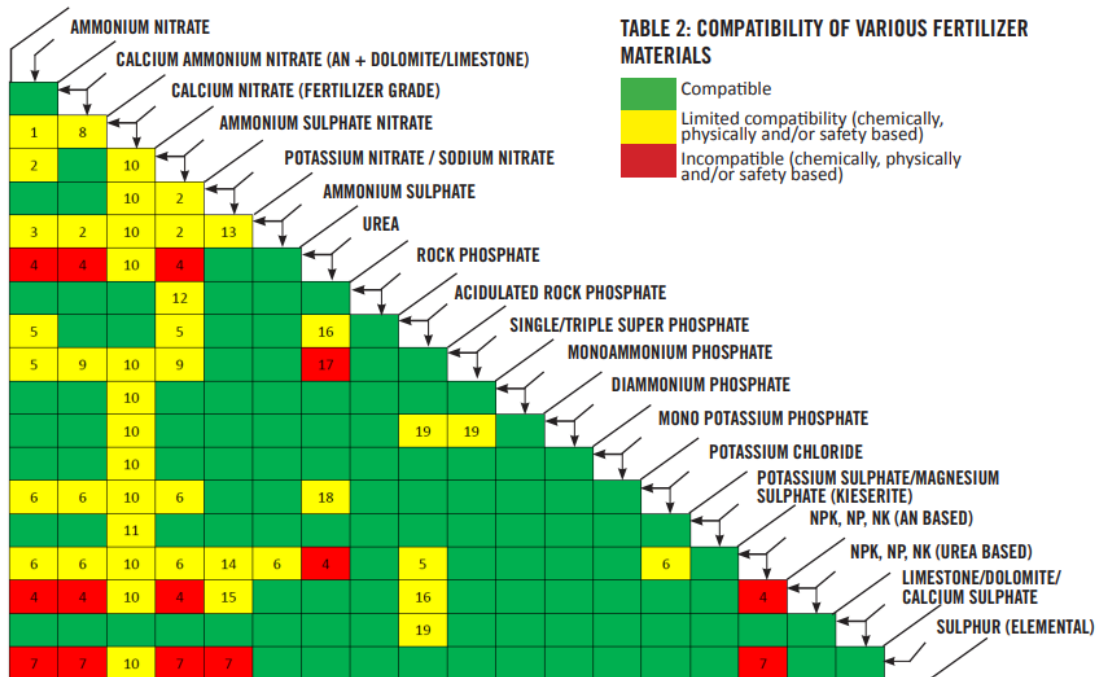 TABLE 2: COMPATIBILITY OF VARIOUS FERTILIZER
MATERIALS
Compatible
Limited compatibility (chemically,
physically and/or safety based)
Incompatible (chemically, physically
and/or safety based)
AMMONIUM NITRATE
CALCIUM AMMONIUM NITRATE (AN + DOLOMITE/LIMESTONE)
CALCIUM NITRATE (FERTILIZER GRADE)
1 8
AMMONIUM SULPHATE NITRATE
2 10
POTASSIUM NITRATE / SODIUM NITRATE
10 2
AMMONIUM SULPHATE
3 2 10 2 13
UREA
4 4 10 4
ROCK PHOSPHATE
12
ACIDULATED ROCK PHOSPHATE
5 5 16
SINGLE/TRIPLE SUPER PHOSPHATE
5 9 10 9 17
MONOAMMONIUM PHOSPHATE
10
DIAMMONIUM PHOSPHATE
10 19 19
MONO POTASSIUM PHOSPHATE
10
POTASSIUM CHLORIDE
6 6 10 6 18
POTASSIUM SULPHATE/MAGNESIUM
SULPHATE (KIESERITE)
11
NPK, NP, NK (AN BASED)
6 6 10 6 14 6 4 5 6
NPK, NP, NK (UREA BASED)
4 4 10 4 15 16 4
LIMESTONE/DOLOMITE/
CALCIUM SULPHATE
19
SULPHUR (ELEMENTAL)
7 7 10 7 7 7